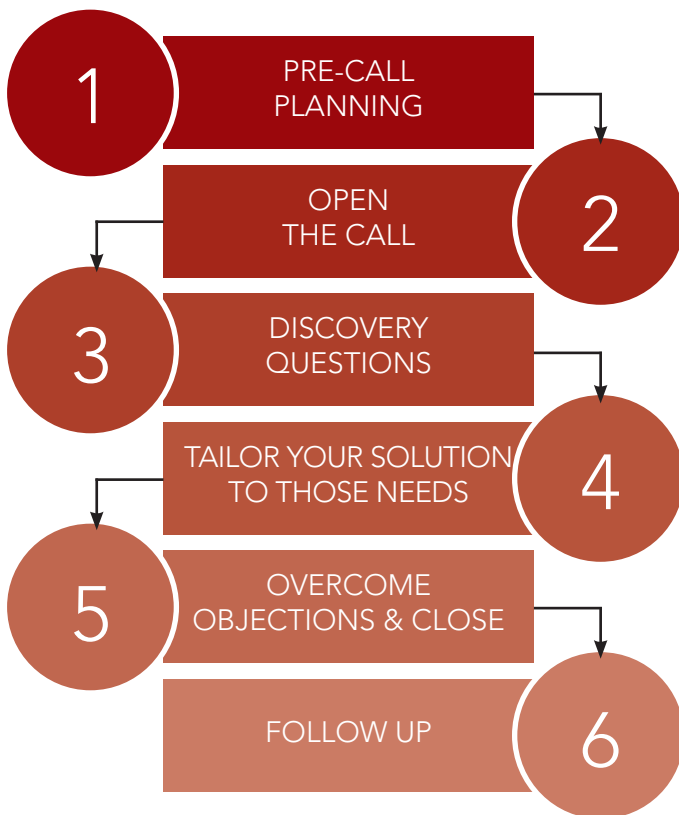 1
PRE-CALL
PLANNING
2
OPEN
THE CALL
3
DISCOVERY
QUESTIONS
4
TAILOR YOUR SOLUTION
TO THOSE NEEDS
5
OVERCOME
OBJECTIONS & CLOSE
6
FOLLOW UP